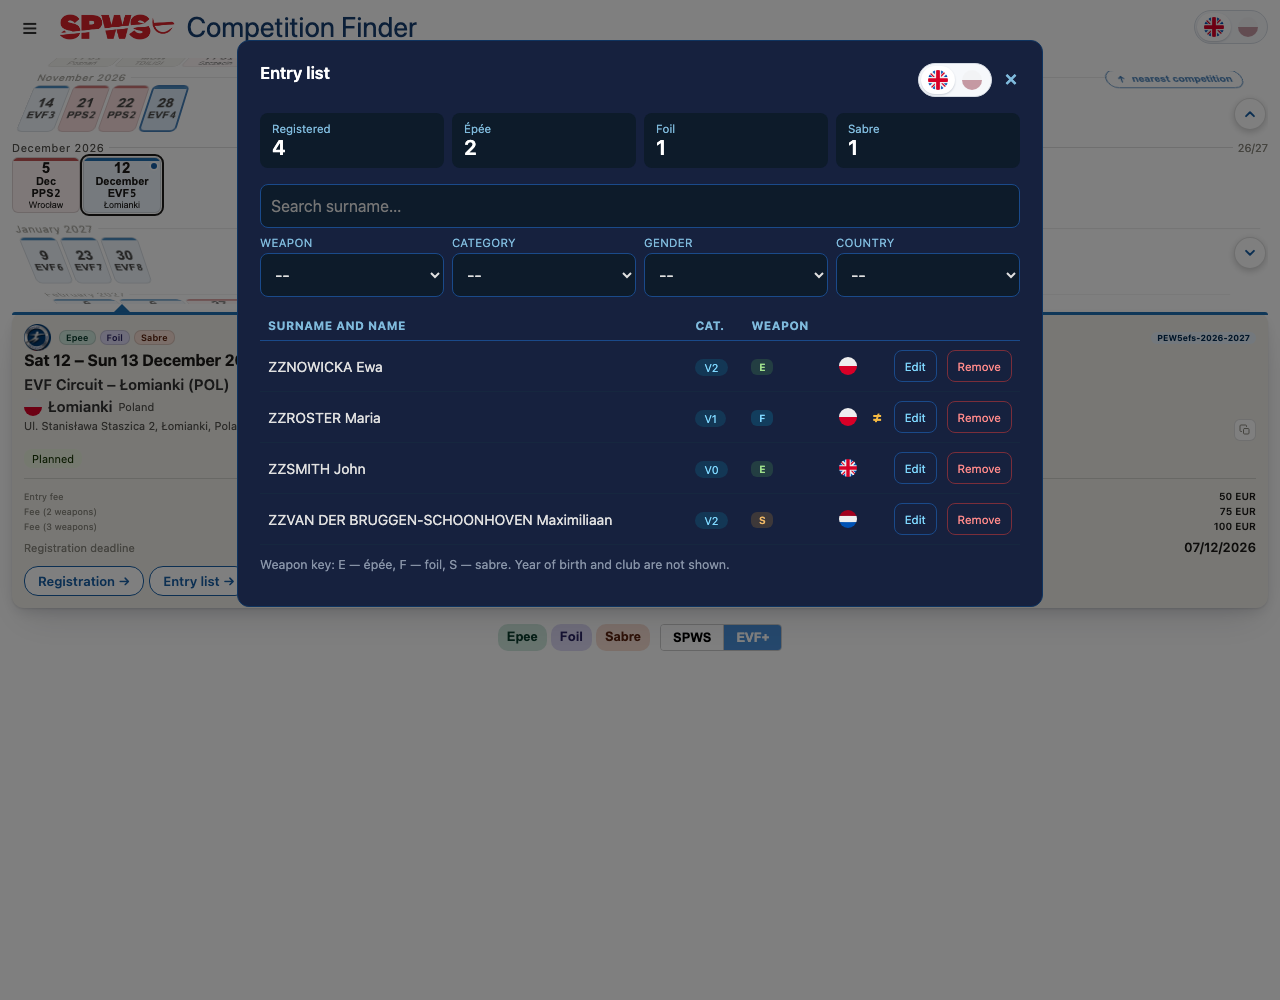 SPWS Competition Finder
November 2026
nearest competition
14 EVF3
21 PPS2
22 PPS2
28 EVF4
December 2026
26/27
5 Dec PPS2 Wrocław
12 December EVF5 Łomianki
January 2027
9 EVF6
23 EVF7
30 EVF8
Epee Foil Sabre
PEW5efs-2026-2027
Sat 12 – Sun 13 December
EVF Circuit – Łomianki (POL)
Łomianki Poland
Ul. Stanisława Staszica 2, Łomianki,
Planned
Entry fee 50 EUR
Fee (2 weapons) 75 EUR
Fee (3 weapons) 100 EUR
Registration deadline 07/12/2026
Registration → Entry list →
Entry list ×
Registered Épée Foil Sabre
4 2 1 1
Search surname...
WEAPON CATEGORY GENDER COUNTRY
-- -- -- --
SURNAME AND NAME CAT. WEAPON
ZZNOWICKA Ewa V2 E Edit Remove
ZZROSTER Maria V1 F ≠ Edit Remove
ZZSMITH John V0 E Edit Remove
ZZVAN DER BRUGGEN-SCHOONHOVEN Maximiliaan V2 S Edit Remove
Weapon key: E — épée, F — foil, S — sabre. Year of birth and club are not shown.
Epee Foil Sabre SPWS EVF+